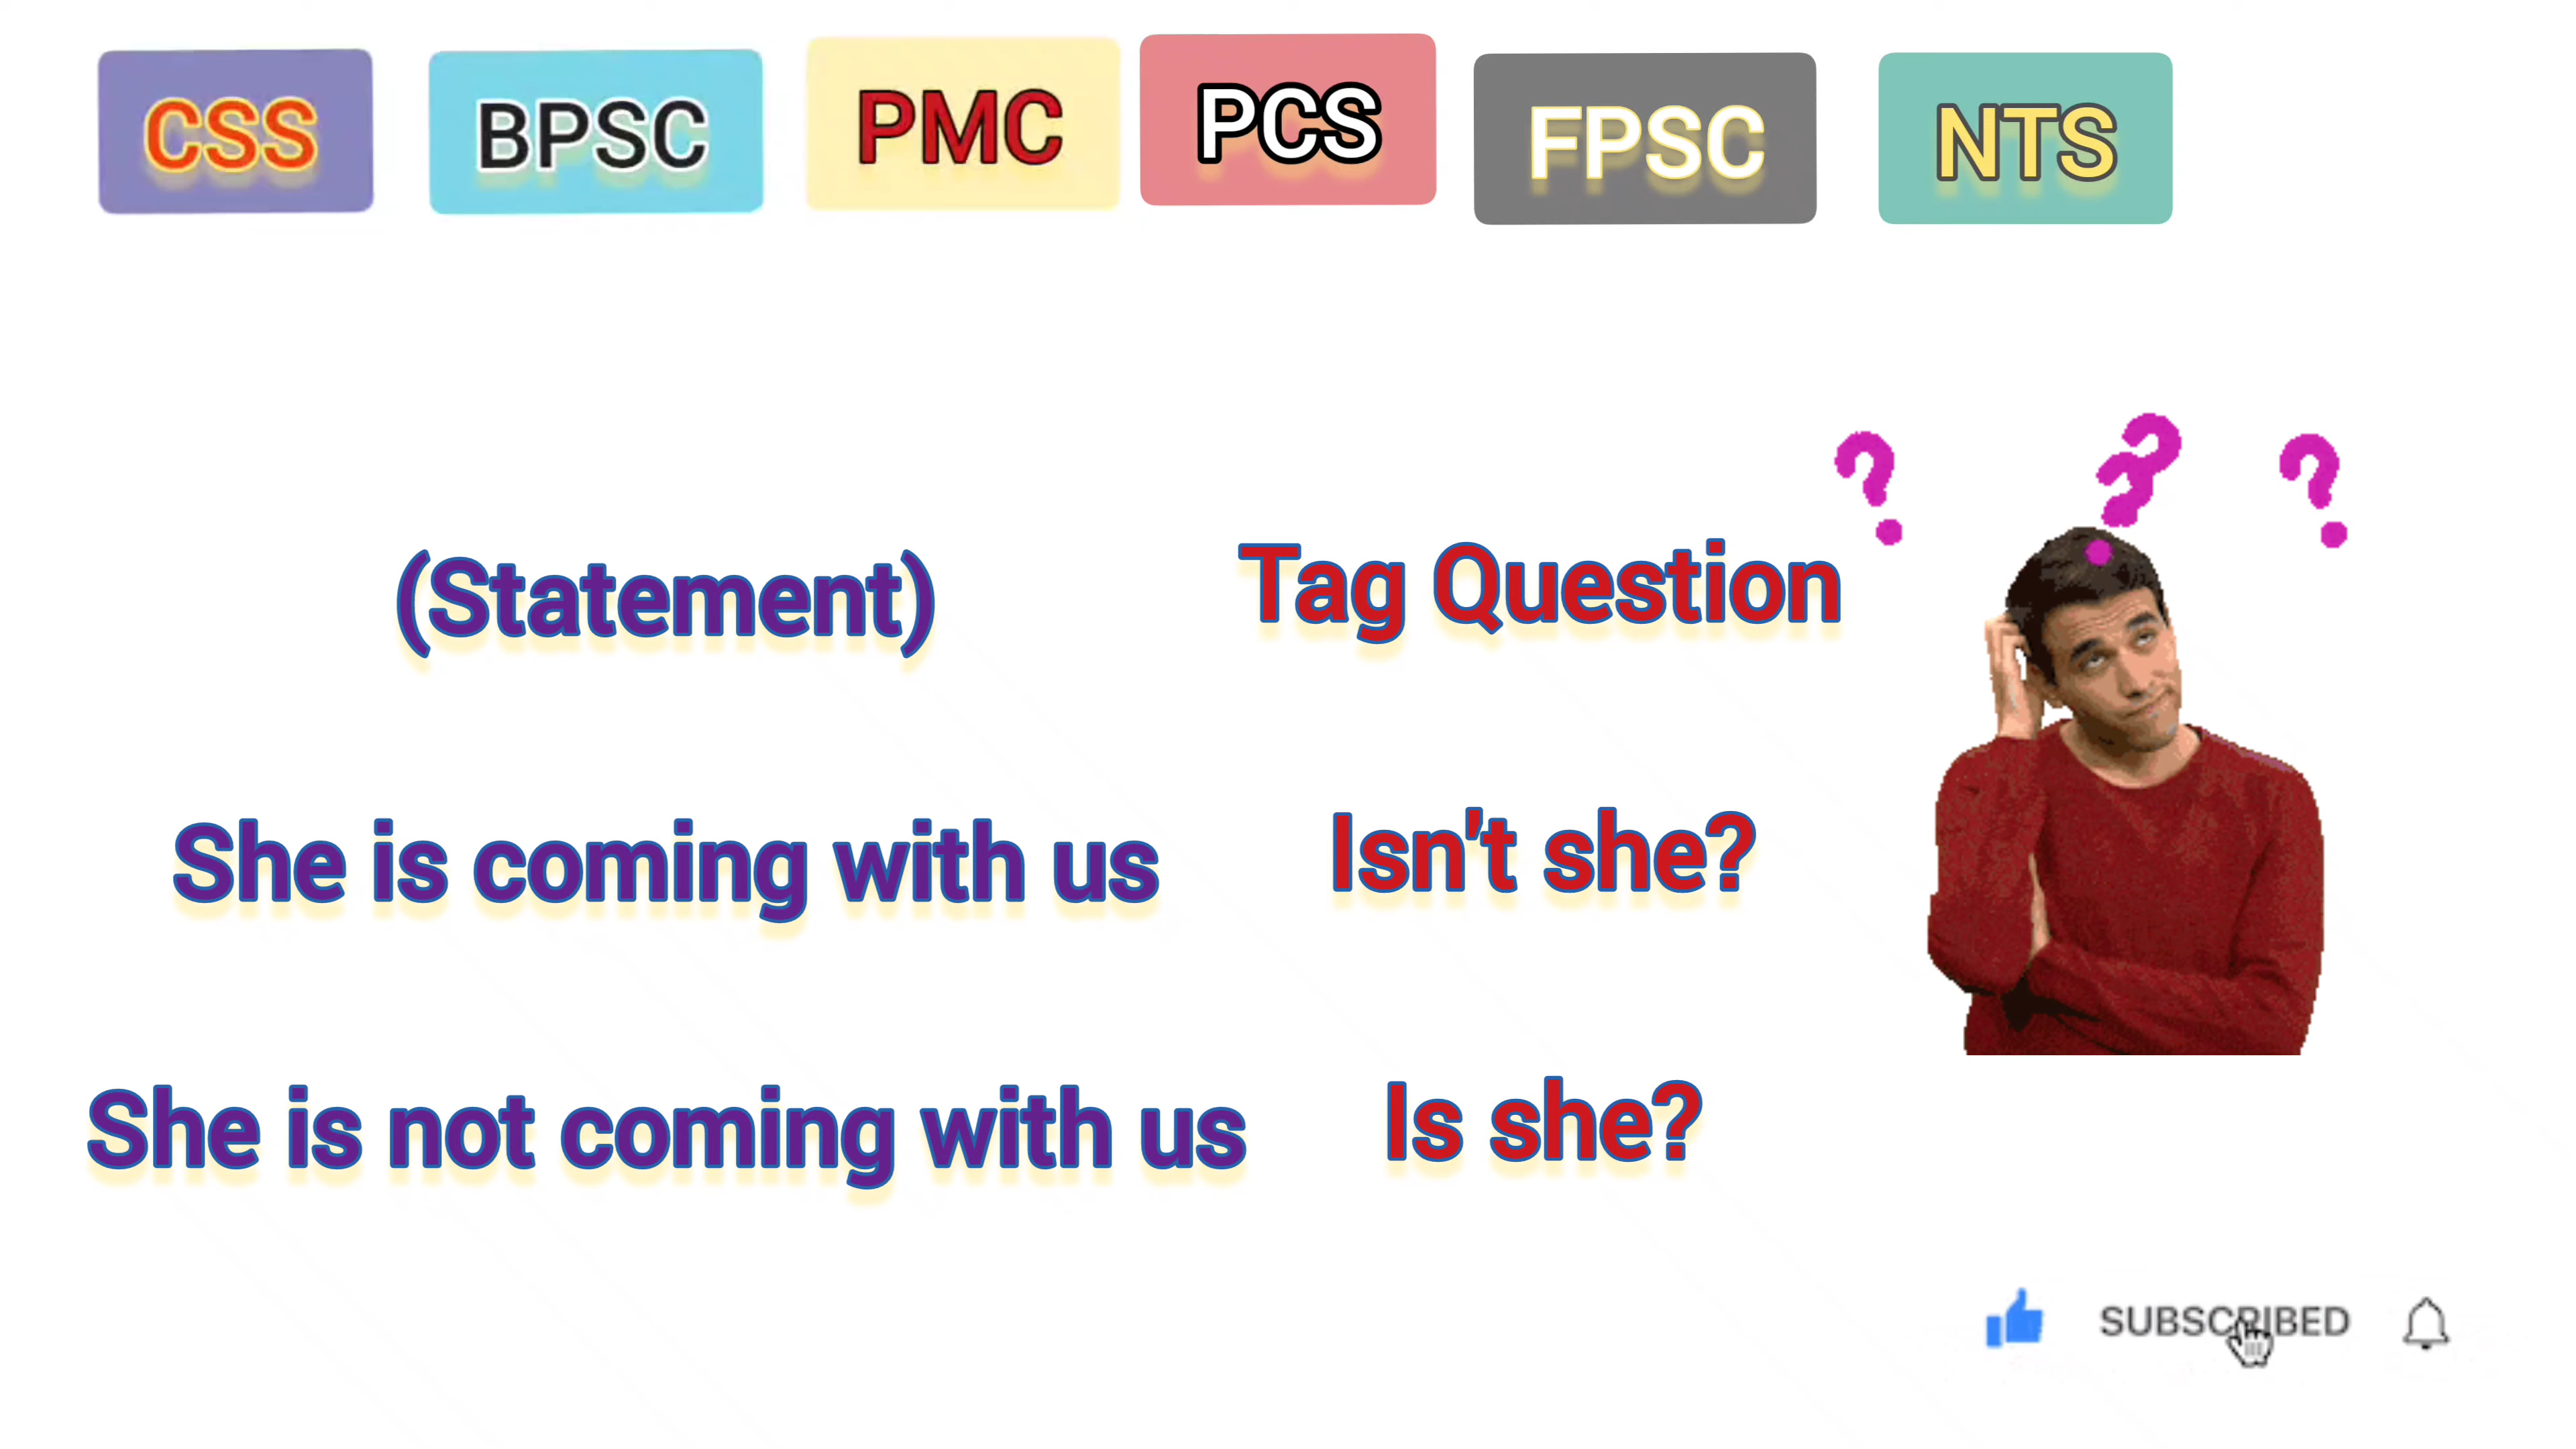 CSS BPSC PMC PCS FPSC NTS
(Statement) Tag Question
She is coming with us Isn't she?
She is not coming with us Is she?
SUBSCRIBED